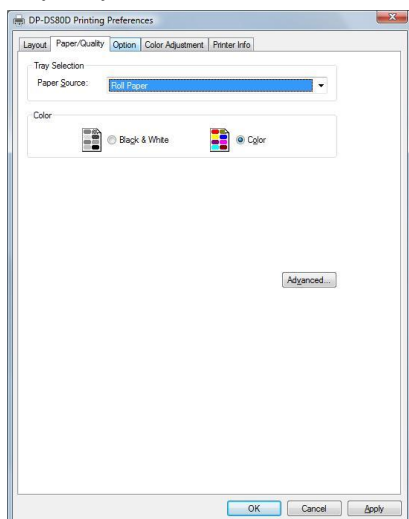 DP-DS80D Printing Preferences
Layout Paper/Quality Option Color Adjustment Printer Info
Tray Selection
Paper Source: Roll Paper
Color
Black & White Color
Advanced...
OK Cancel Apply